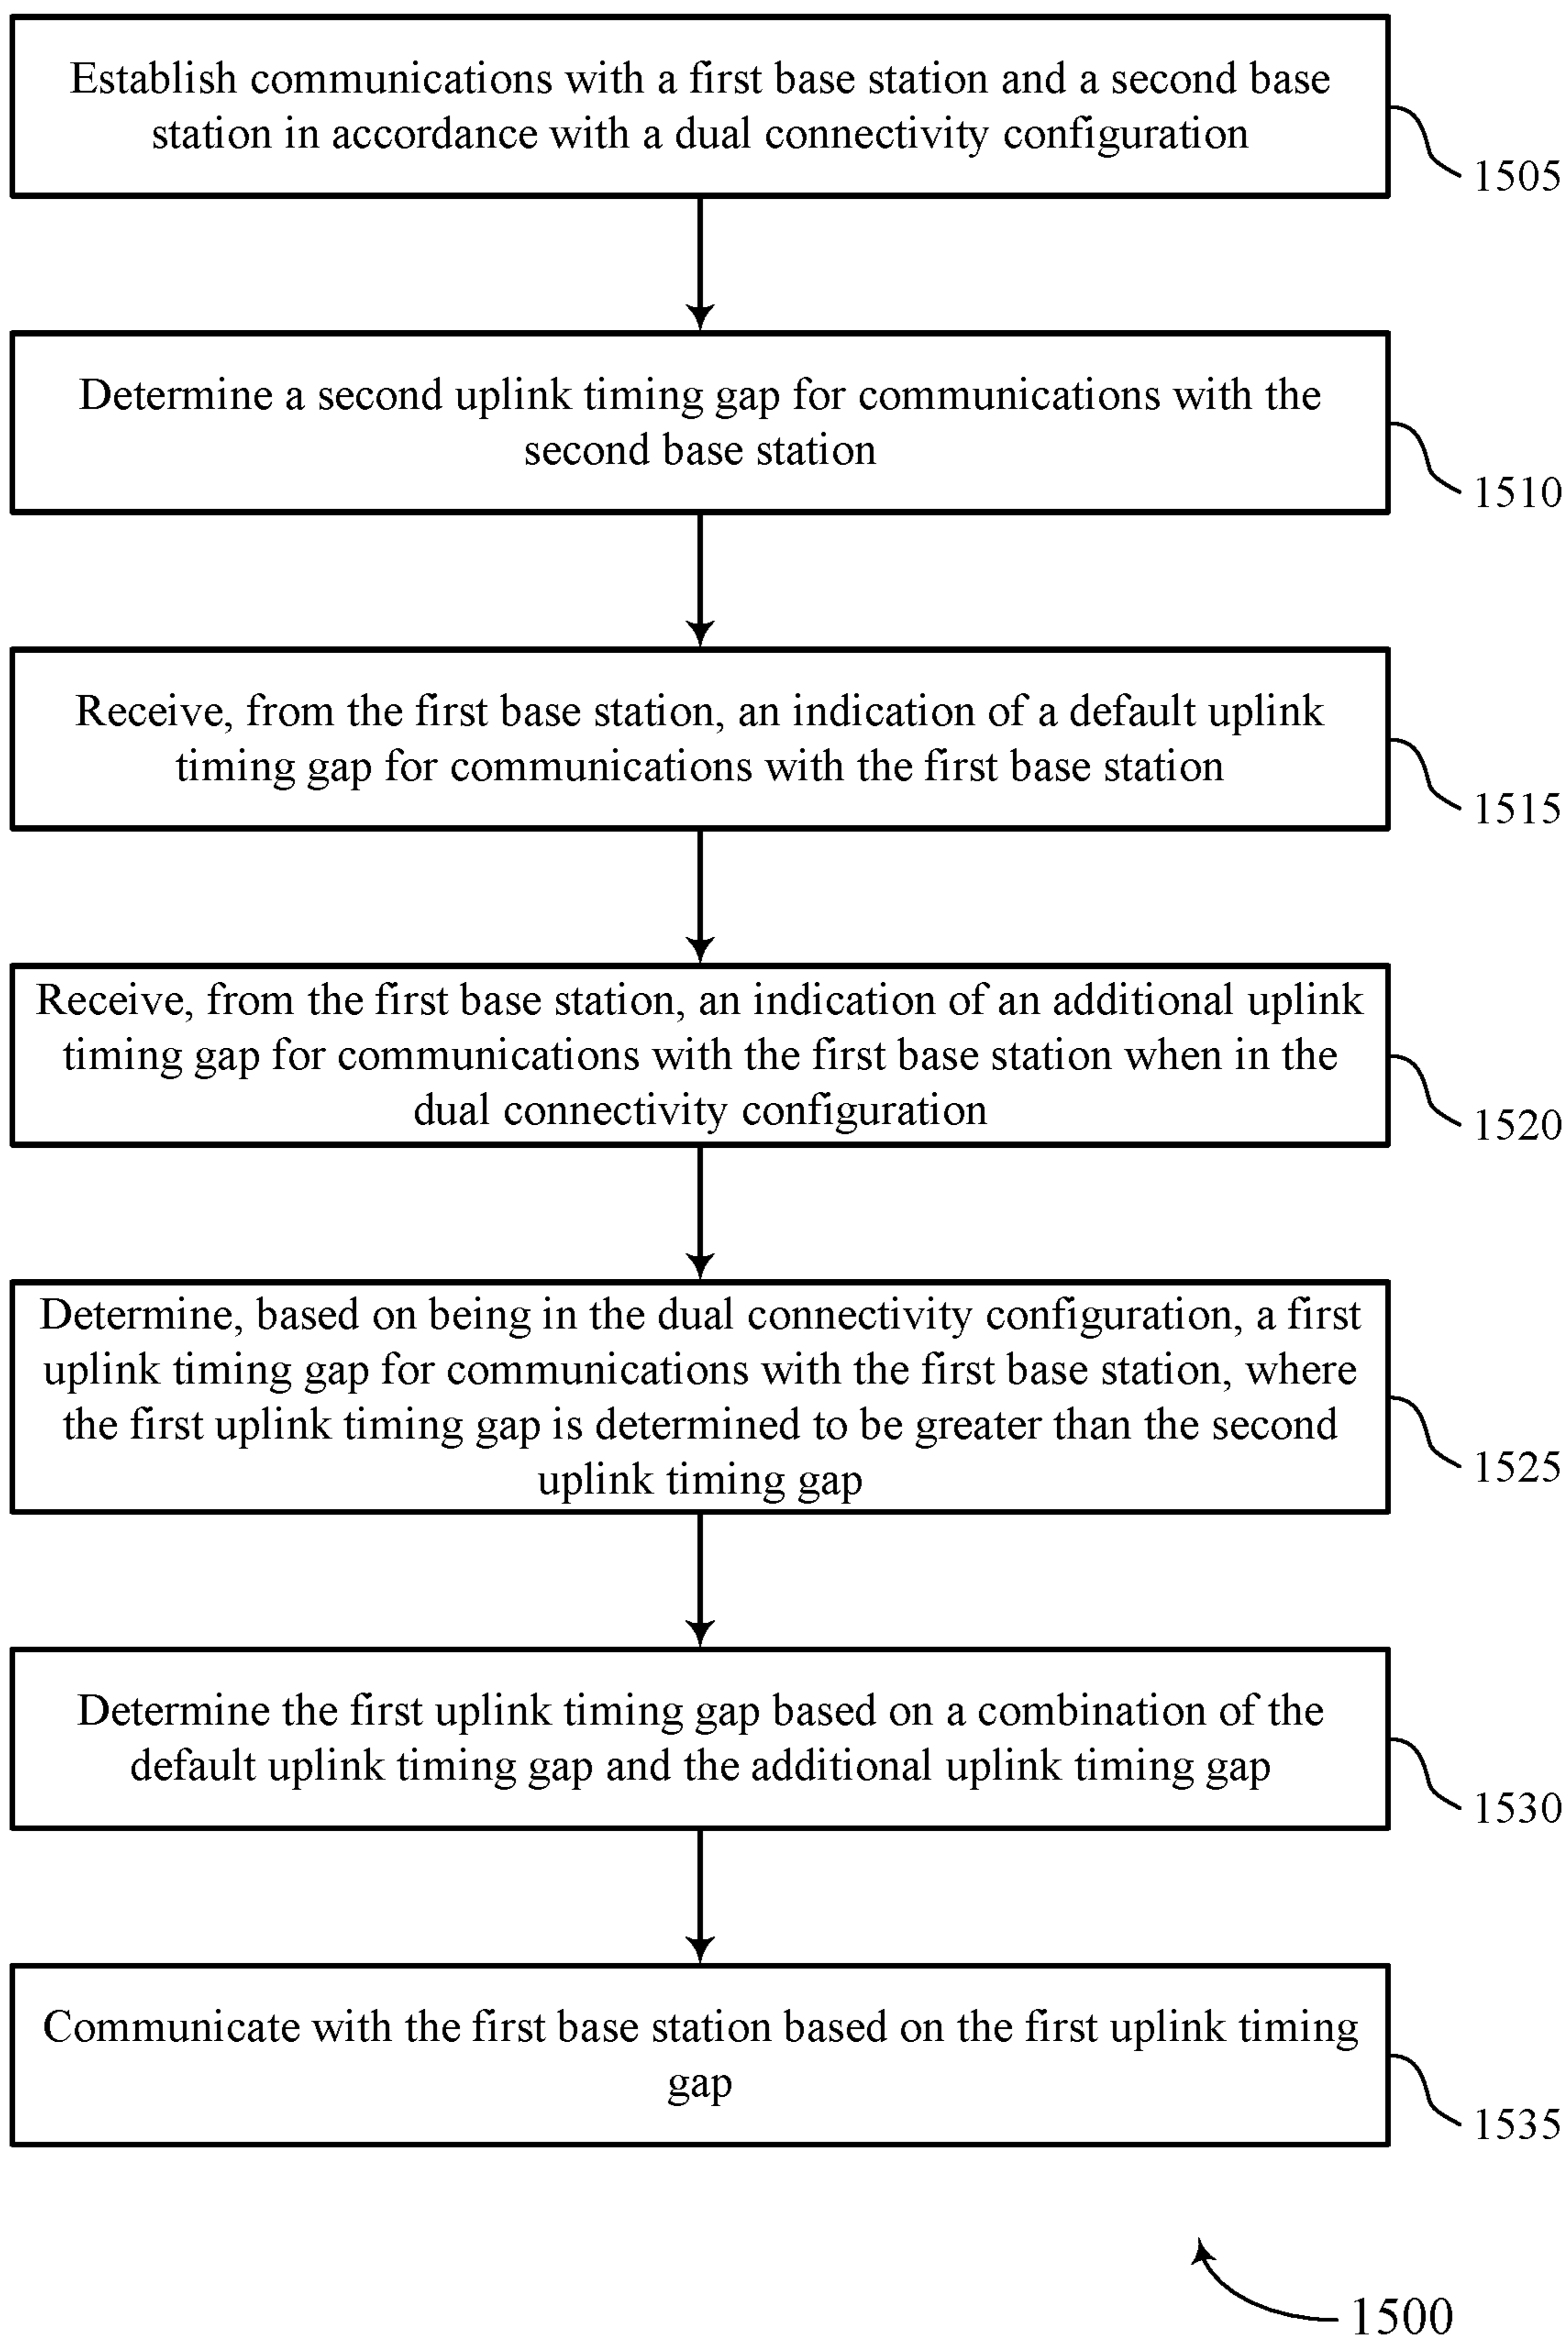 Establish communications with a first base station and a second base
station in accordance with a dual connectivity configuration
1505
Determine a second uplink timing gap for communications with the
second base station
1510
Receive, from the first base station, an indication of a default uplink
timing gap for communications with the first base station
1515
Receive, from the first base station, an indication of an additional uplink
timing gap for communications with the first base station when in the
dual connectivity configuration
1520
Determine, based on being in the dual connectivity configuration, a first
uplink timing gap for communications with the first base station, where
the first uplink timing gap is determined to be greater than the second
uplink timing gap
1525
Determine the first uplink timing gap based on a combination of the
default uplink timing gap and the additional uplink timing gap
1530
Communicate with the first base station based on the first uplink timing
gap
1535
1500